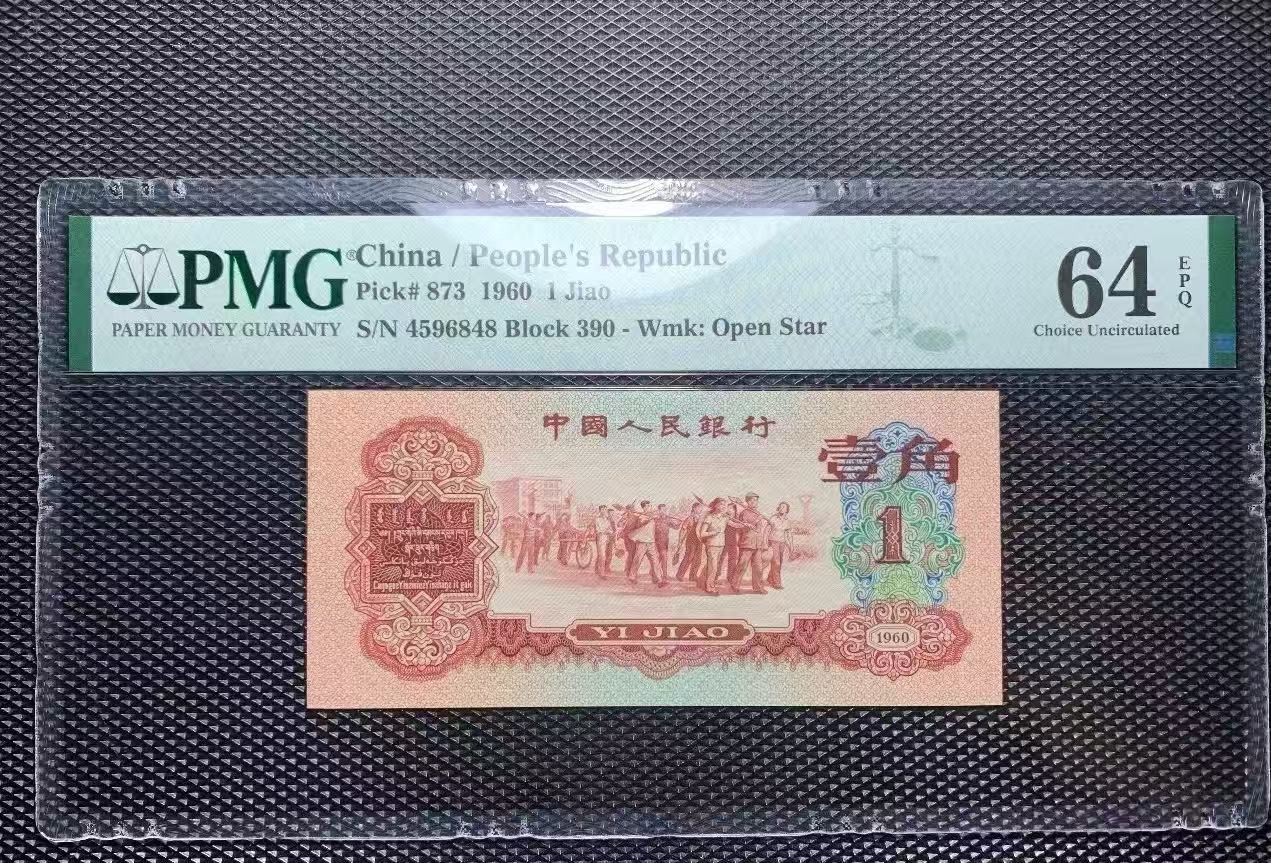 PMG®
PAPER MONEY GUARANTY
China / People's Republic
Pick# 873 1960 1 Jiao
S/N 4596848 Block 390 - Wmk: Open Star
64
EPQ
Choice Uncirculated
中國人民銀行
壹角
1
YI JIAO
1960